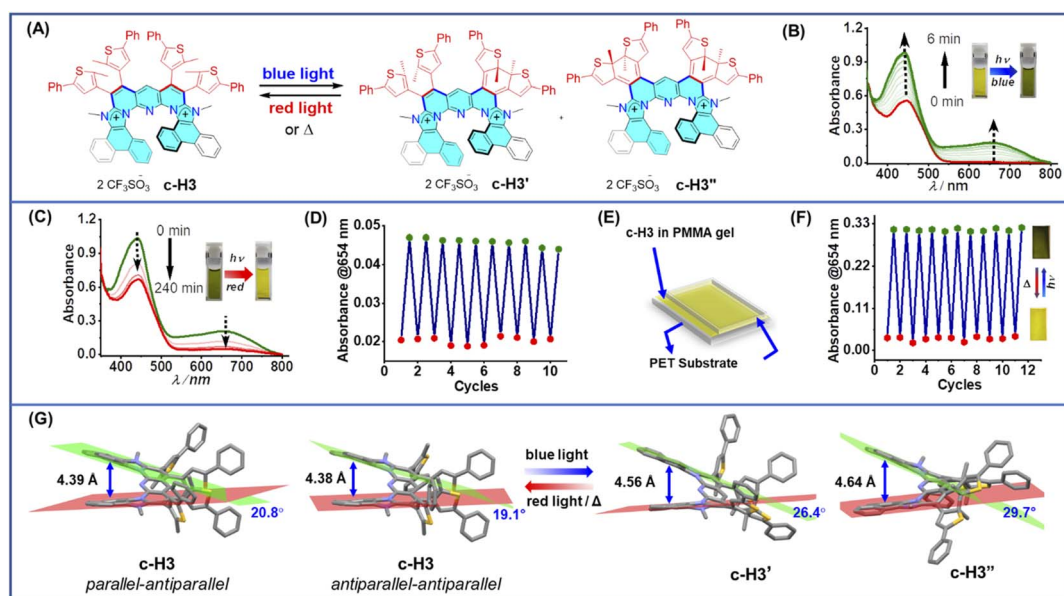 (A)
Ph
Ph
Ph
Ph
S
S
S
S
N
N
N
N
N
N
+
+
2 CF₃SO₃⁻
c-H3
blue light
red light
or Δ
Ph
Ph
Ph
Ph
S
S
S
S
N
N
N
N
N
N
+
+
2 CF₃SO₃⁻
c-H3'
+
Ph
Ph
Ph
Ph
S
S
S
S
N
N
N
N
N
N
+
+
2 CF₃SO₃⁻
c-H3''
(B)
Absorbance
1.2
0.9
0.6
0.3
0.0
400 500 600 700 800
λ / nm
6 min
0 min
hν
blue
(C)
Absorbance
1.2
0.9
0.6
0.3
0.0
400 500 600 700 800
λ / nm
0 min
240 min
hν
red
(D)
Absorbance @654 nm
0.05
0.04
0.03
0.02
0 2 4 6 8 10
Cycles
(E)
c-H3 in PMMA gel
PET Substrate
(F)
Absorbance @654 nm
0.33
0.22
0.11
0.00
0 2 4 6 8 10 12
Cycles
Δ
hν
(G)
4.39 Å
20.8°
c-H3
parallel-antiparallel
4.38 Å
19.1°
c-H3
antiparallel-antiparallel
blue light
red light / Δ
4.56 Å
26.4°
c-H3'
4.64 Å
29.7°
c-H3''